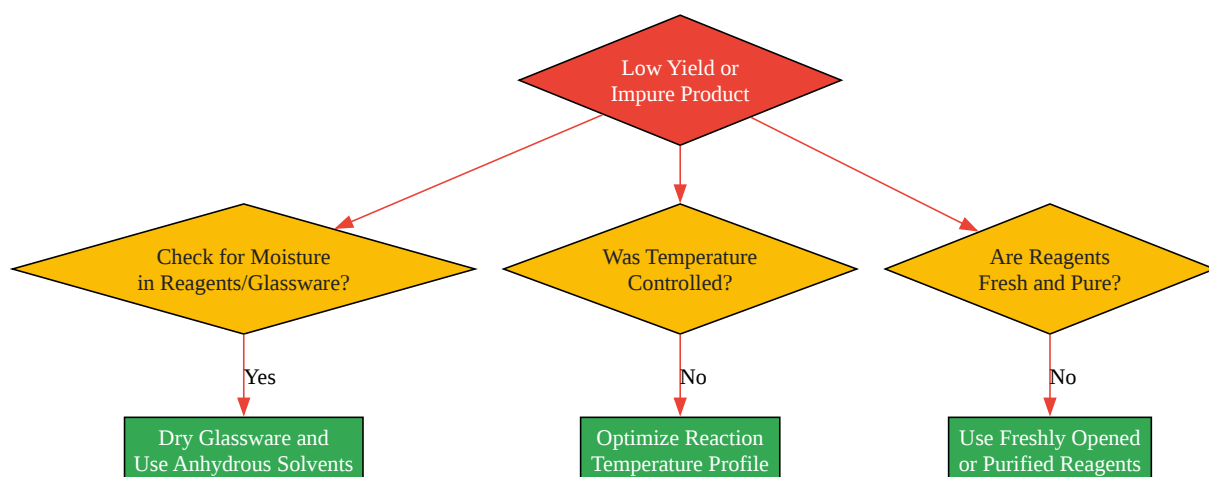 Low Yield or
Impure Product
Check for Moisture
in Reagents/Glassware?
Was Temperature
Controlled?
Are Reagents
Fresh and Pure?
Yes
No
No
Dry Glassware and
Use Anhydrous Solvents
Optimize Reaction
Temperature Profile
Use Freshly Opened
or Purified Reagents